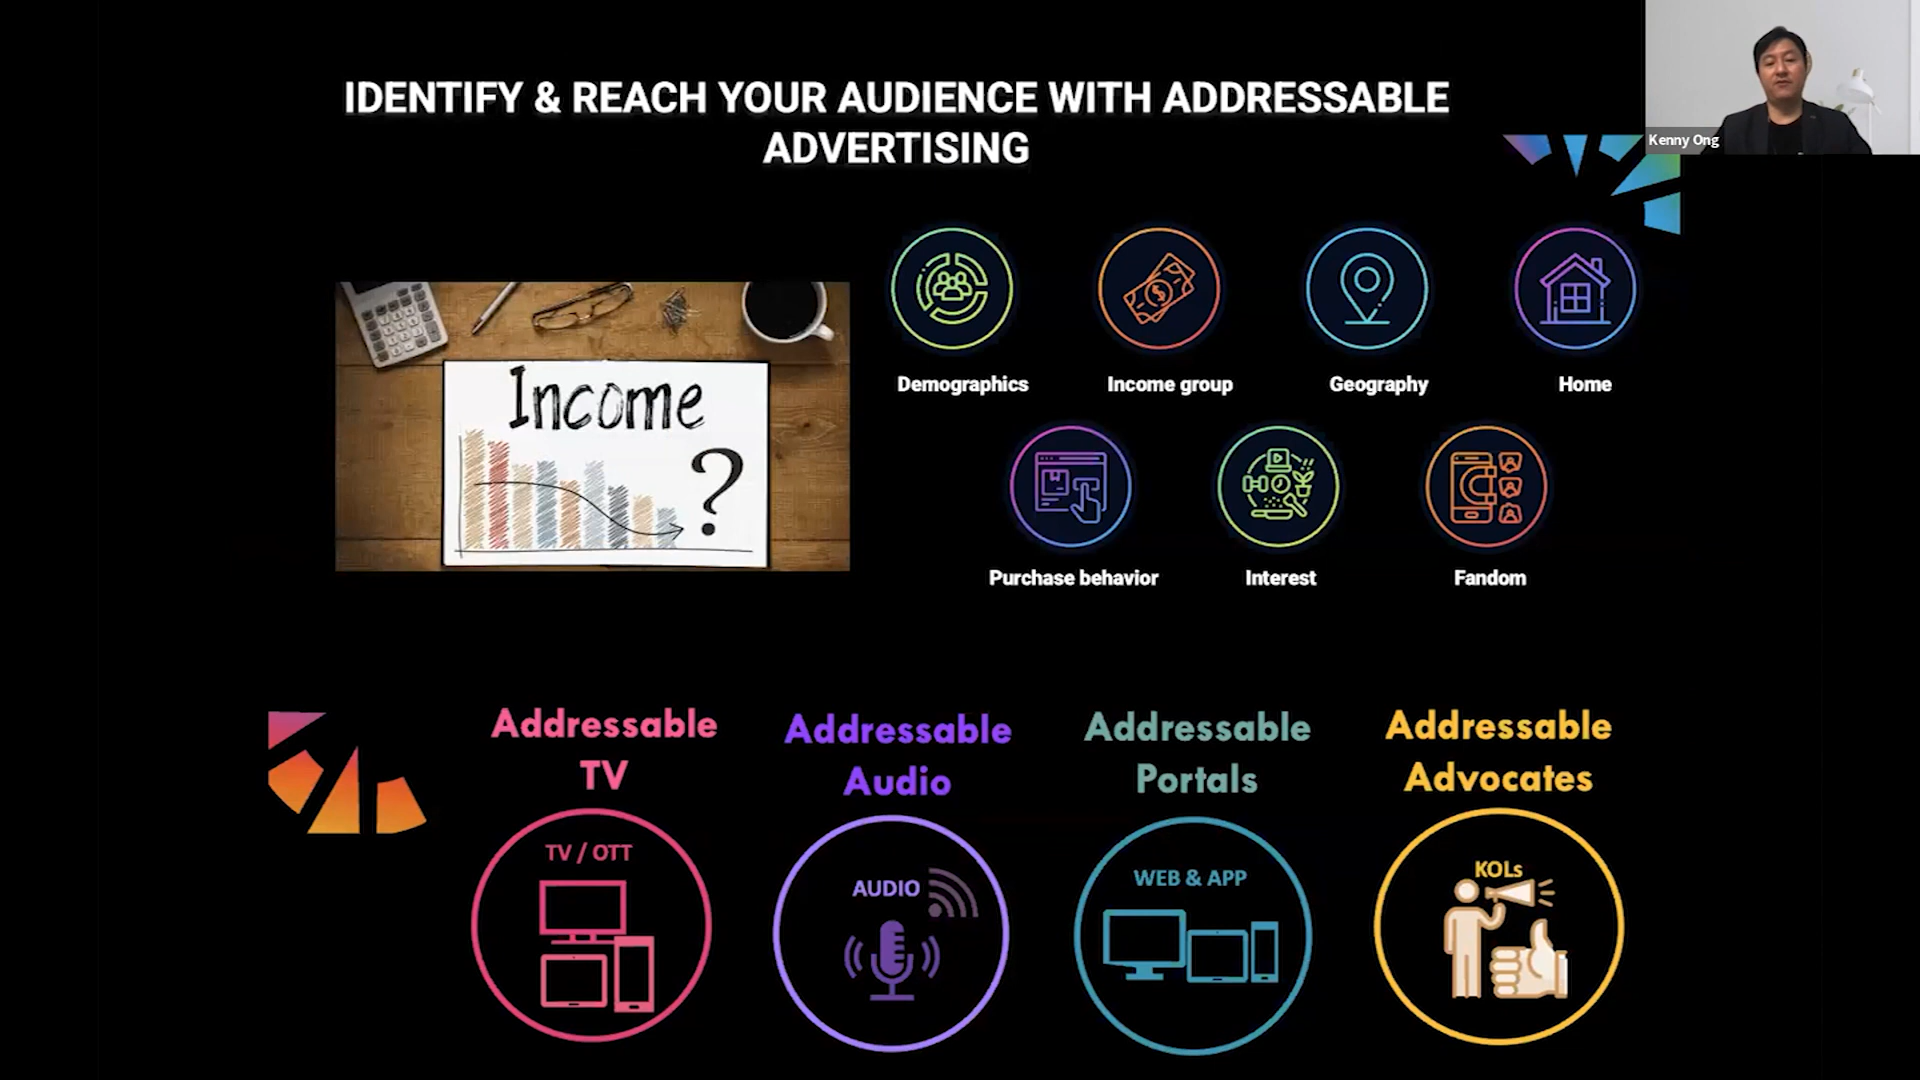 IDENTIFY & REACH YOUR AUDIENCE WITH ADDRESSABLE
ADVERTISING
Kenny Ong
Income
?
Demographics
Income group
Geography
Home
Purchase behavior
Interest
Fandom
Addressable
TV
TV / OTT
Addressable
Audio
AUDIO
Addressable
Portals
WEB & APP
Addressable
Advocates
KOLs